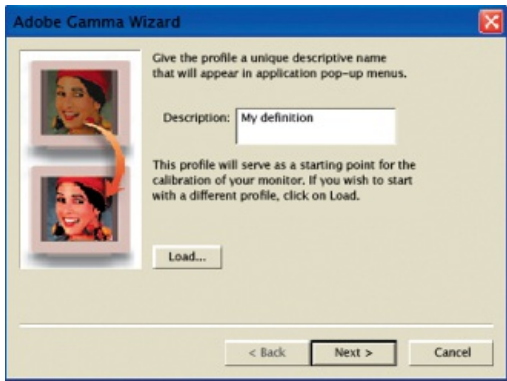 Adobe Gamma Wizard
Give the profile a unique descriptive name
that will appear in application pop-up menus.
Description: My definition
This profile will serve as a starting point for the
calibration of your monitor. If you wish to start
with a different profile, click on Load.
Load...
< Back Next > Cancel